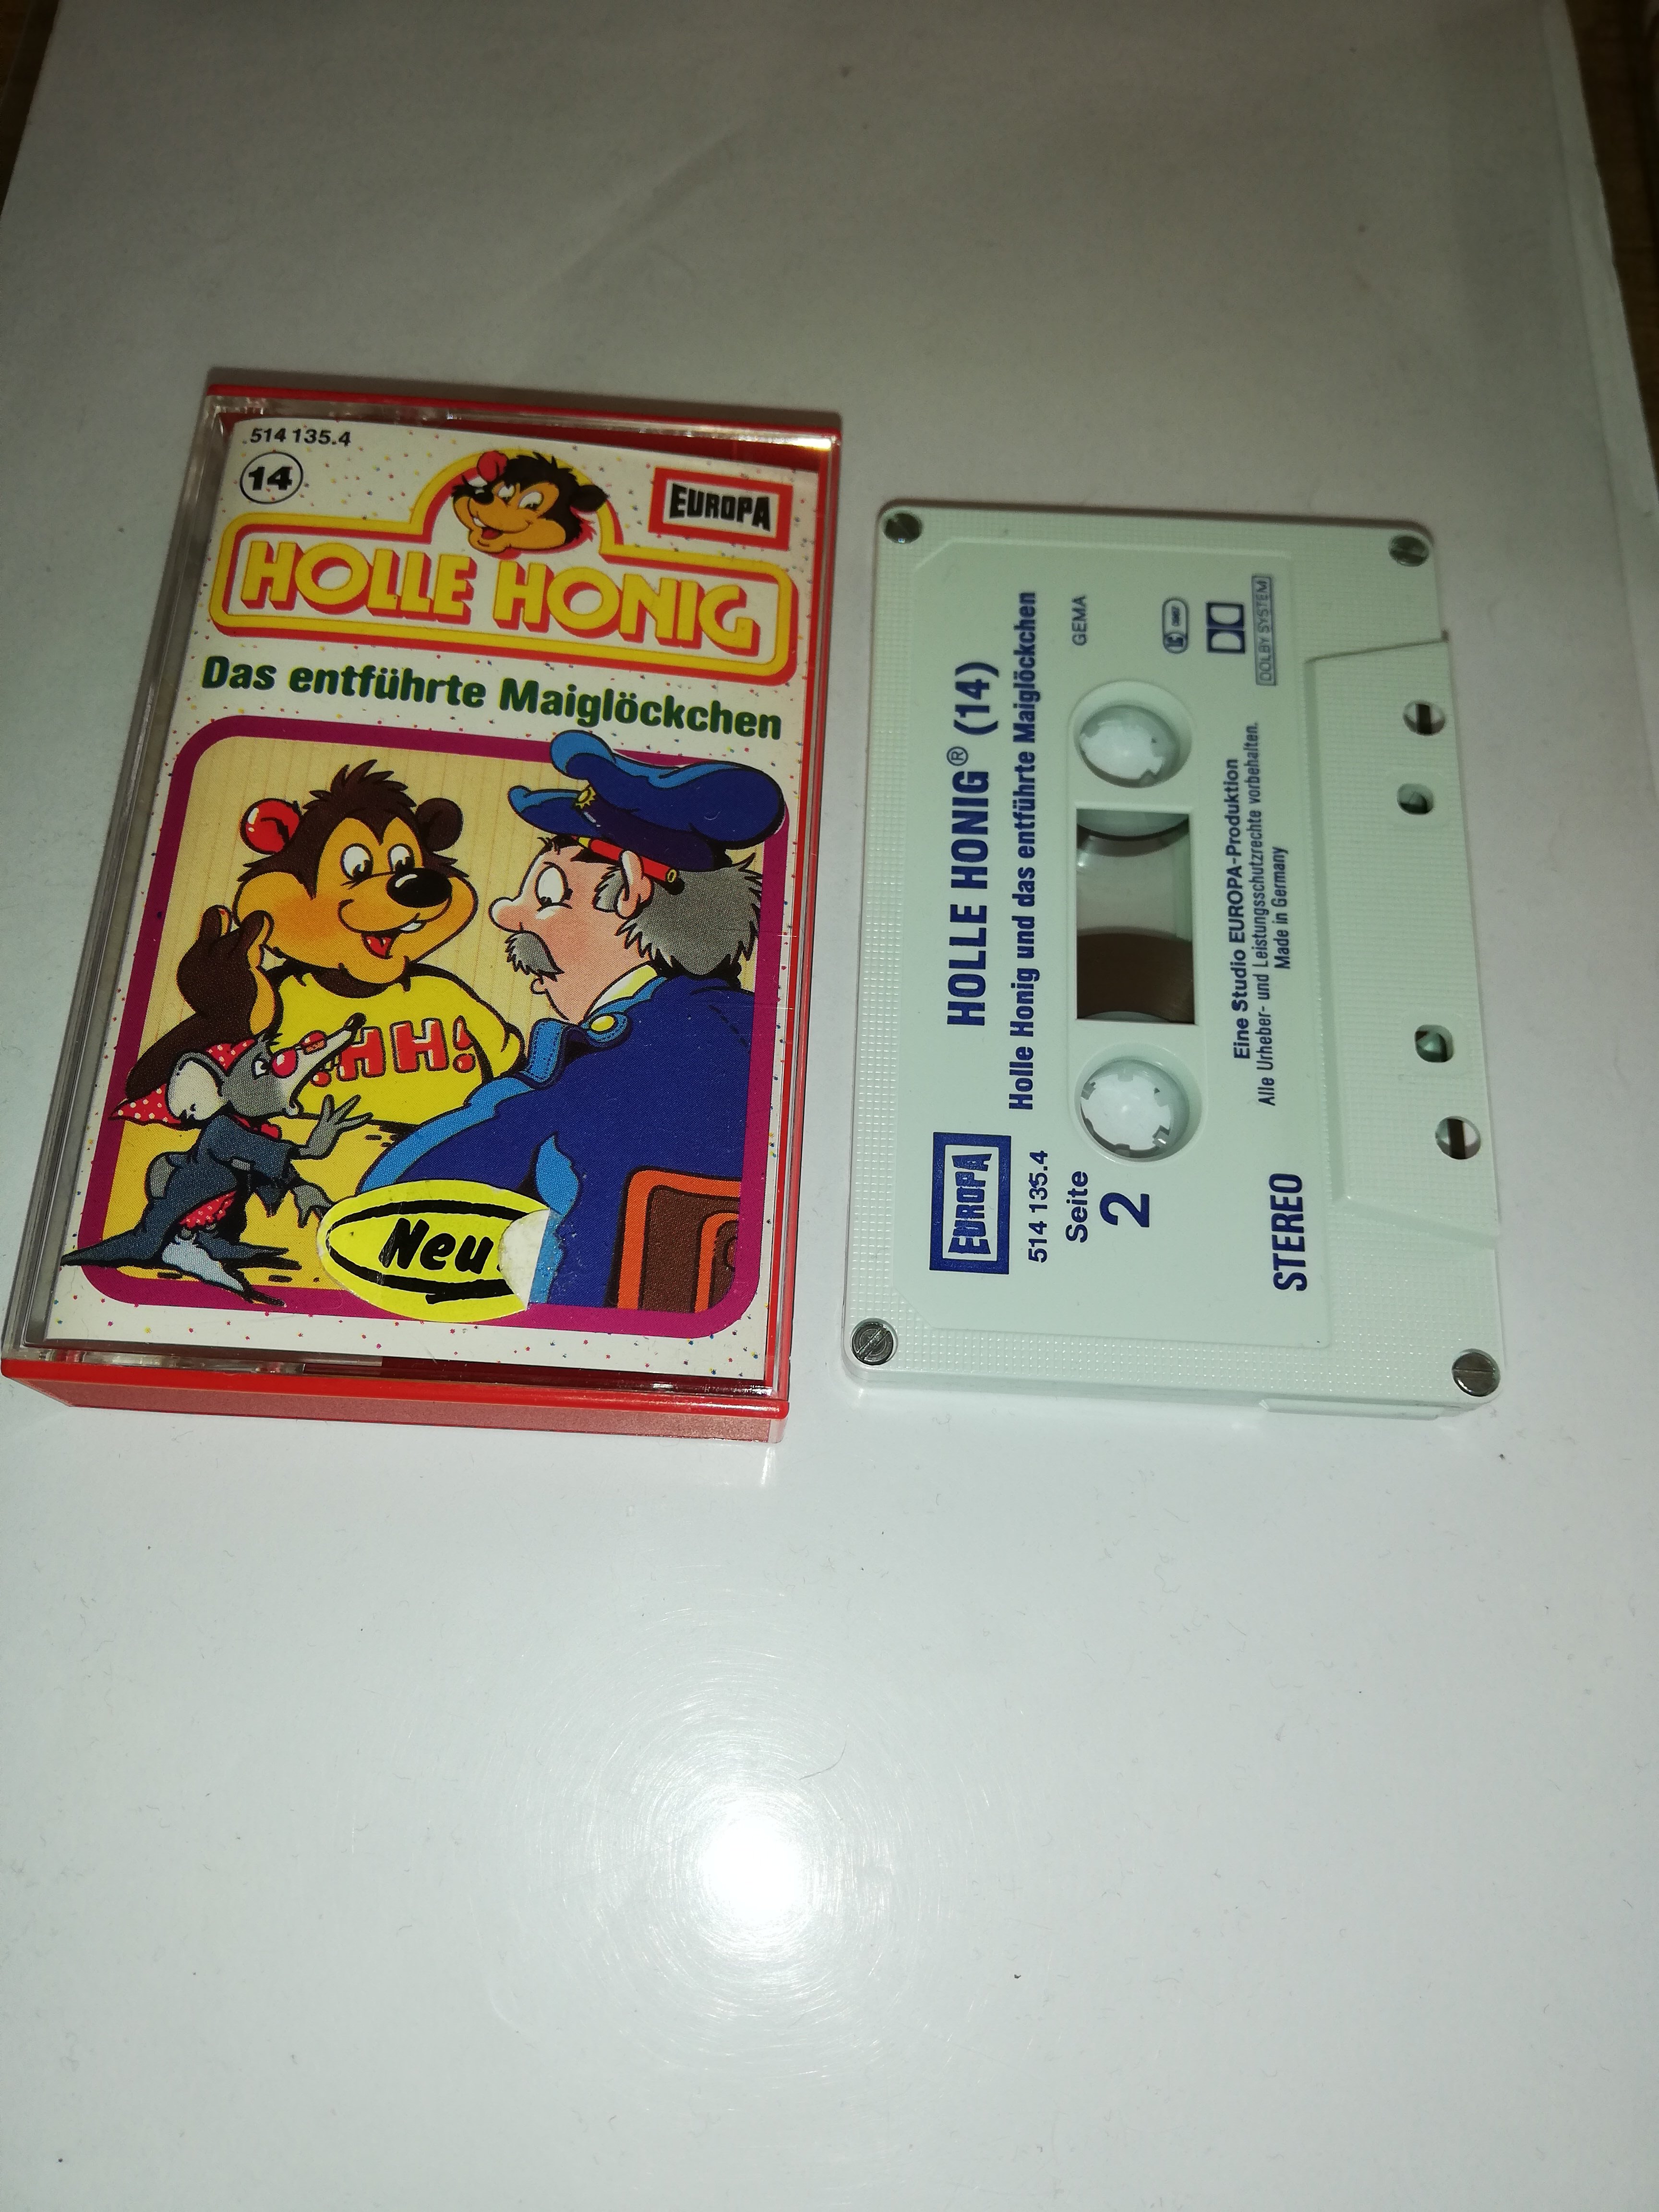 514 135.4
14
EUROPA
HOLLE HONIG
Das entführte Maiglöckchen
!HH!
Neu
HOLLE HONIG® (14)
Holle Honig und das entführte Maiglöckchen
EUROPA
514 135.4
Seite
2
GEMA
DOLBY SYSTEM
Eine Studio EUROPA-Produktion
Alle Urheber- und Leistungsschutzrechte vorbehalten.
Made in Germany
STEREO